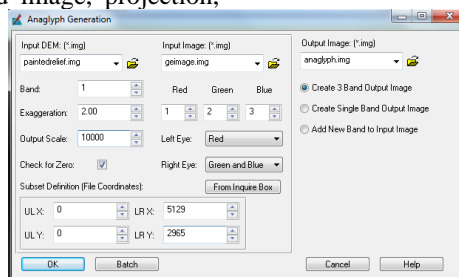 d image, projection,
Anaglyph Generation
Input DEM: (*.img) Input Image: (*.img) Output Image: (*.img)
paintedrelief.img geimage.img anaglyph.img
Band: 1 Red Green Blue Create 3 Band Output Image
Exaggeration: 2.00 1 2 3 Create Single Band Output Image
Output Scale: 10000 Left Eye: Red Add New Band to Input Image
Check for Zero: Right Eye: Green and Blue
Subset Definition (File Coordinates): From Inquire Box
UL X: 0 LR X: 5129
UL Y: 0 LR Y: 2965
OK Batch Cancel Help